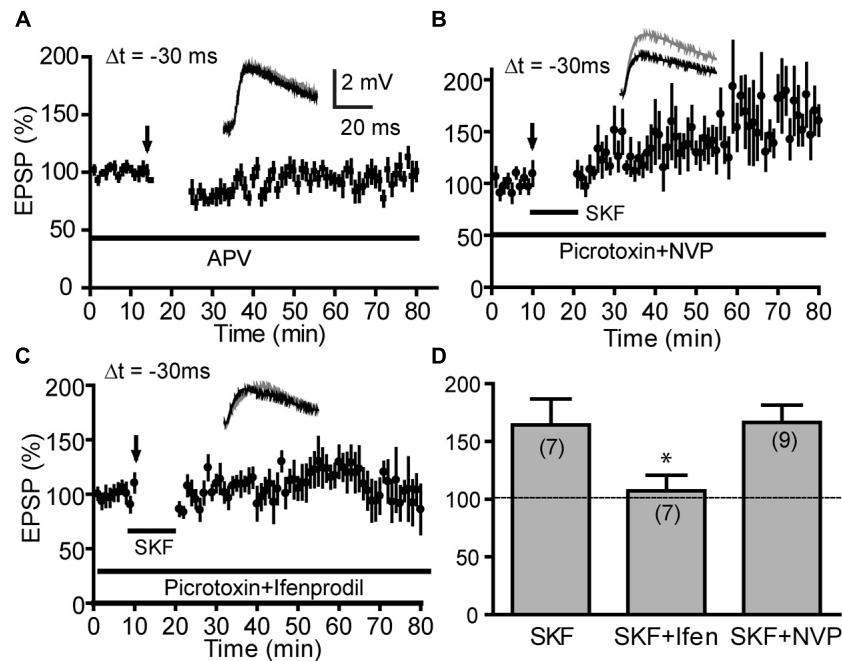 A
Δt = -30 ms
2 mV
20 ms
EPSP (%)
200
150
100
50
0
APV
0 10 20 30 40 50 60 70 80
Time (min)
B
Δt = -30ms
200
150
100
50
0
SKF
Picrotoxin+NVP
0 10 20 30 40 50 60 70 80
Time (min)
C
Δt = -30ms
EPSP (%)
200
150
100
50
0
SKF
Picrotoxin+Ifenprodil
0 10 20 30 40 50 60 70 80
Time (min)
D
200
150
100
50
0
(7)
*
(7)
(9)
SKF SKF+Ifen SKF+NVP